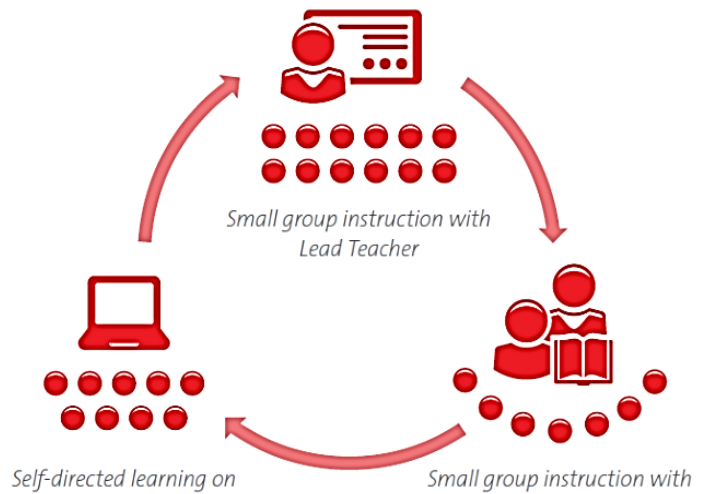 Small group instruction with
Lead Teacher
Self-directed learning on
Small group instruction with